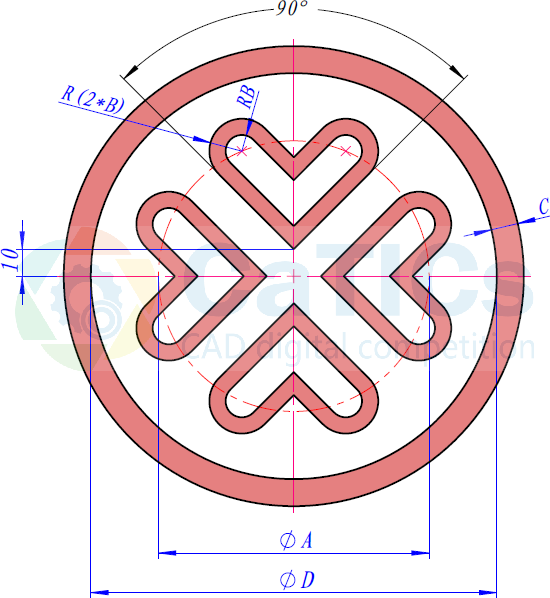 90°
R (2*B)
RB
C
10
CaTICs
CAD digital competition
∅ A
∅ D